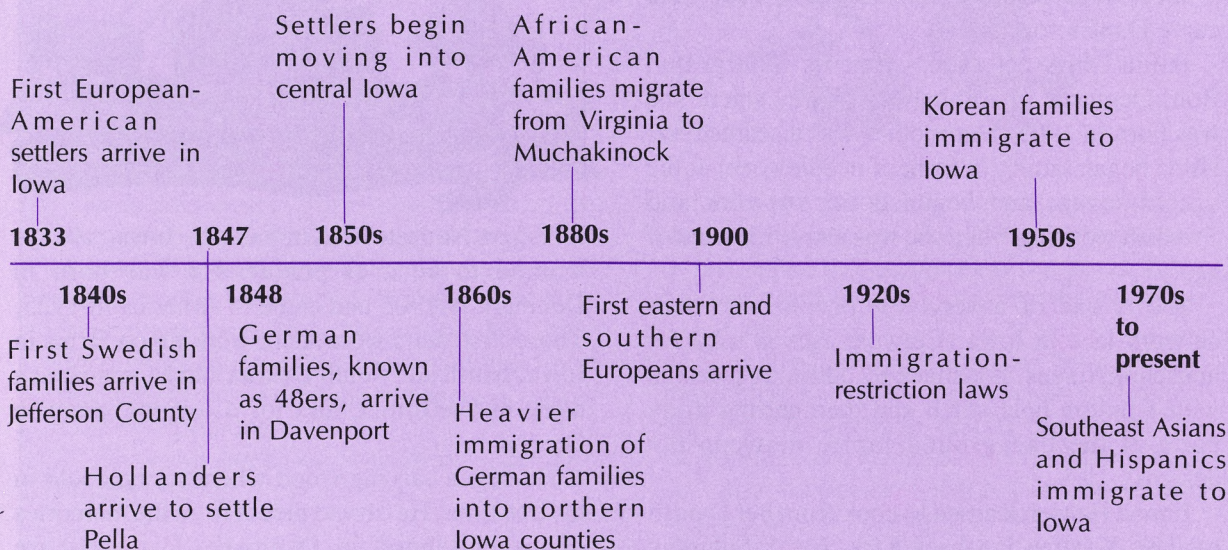 First European-
American
settlers arrive in
Iowa
1833
1840s
First Swedish
families arrive in
Jefferson County
1847
Hollanders
arrive to settle
Pella
1848
German
families, known
as 48ers, arrive
in Davenport
Settlers begin
moving into
central Iowa
1850s
1860s
Heavier
immigration of
German families
into northern
Iowa counties
African-
American
families migrate
from Virginia to
Muchakinock
1880s
1900
First eastern and
southern
Europeans arrive
1920s
Immigration-
restriction laws
Korean families
immigrate to
Iowa
1950s
1970s
to
present
Southeast Asians
and Hispanics
immigrate to
Iowa